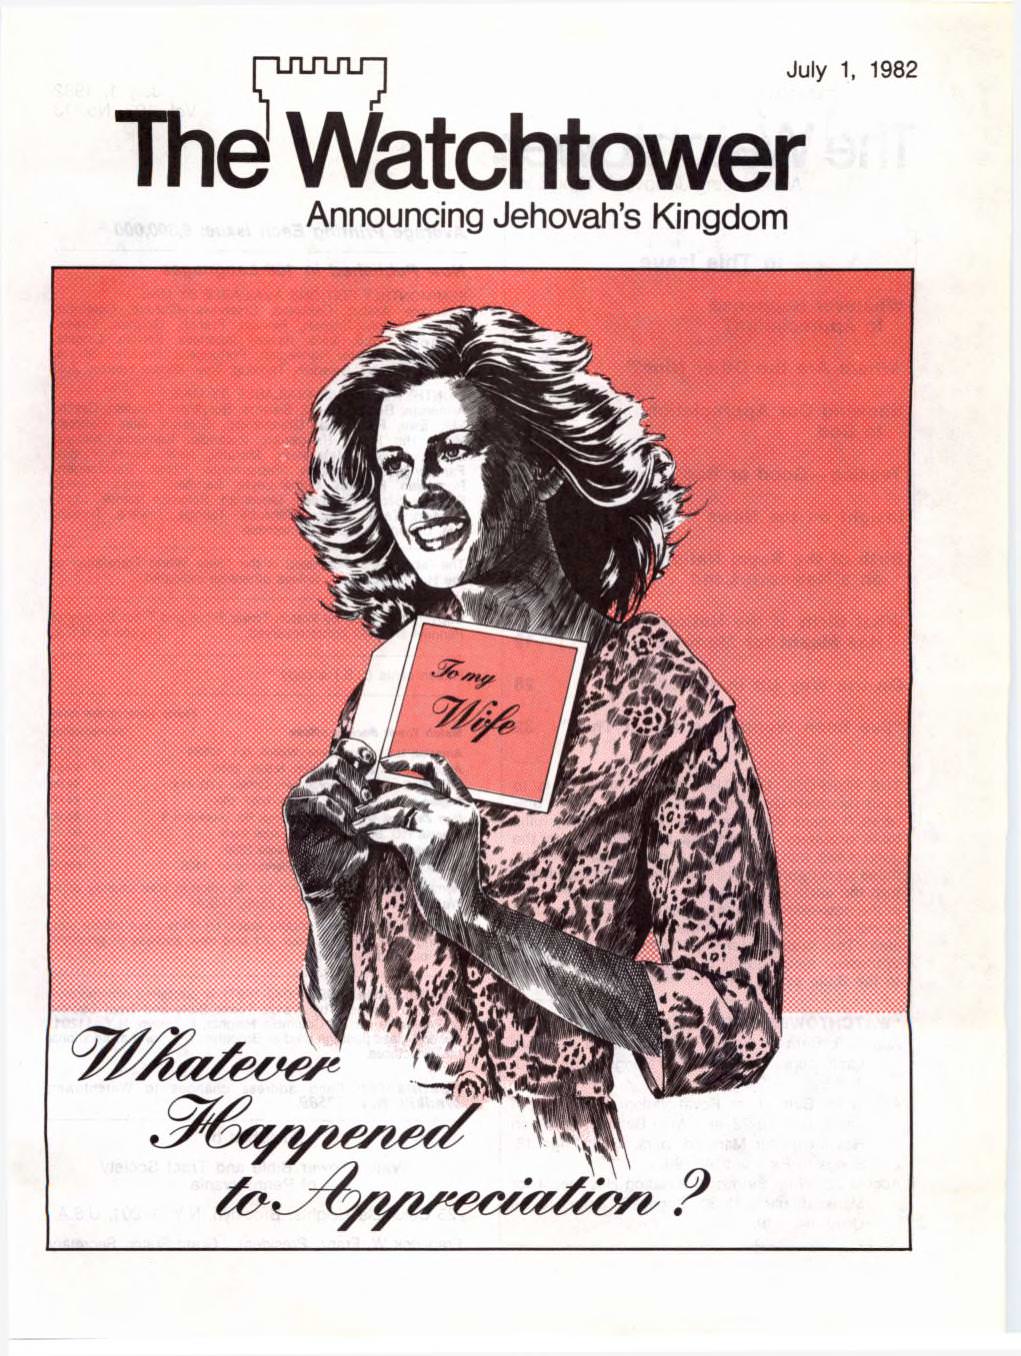 July 1, 1982
The Watchtower
Announcing Jehovah's Kingdom
To my
Wife
Whatever
Happened
to Appreciation?